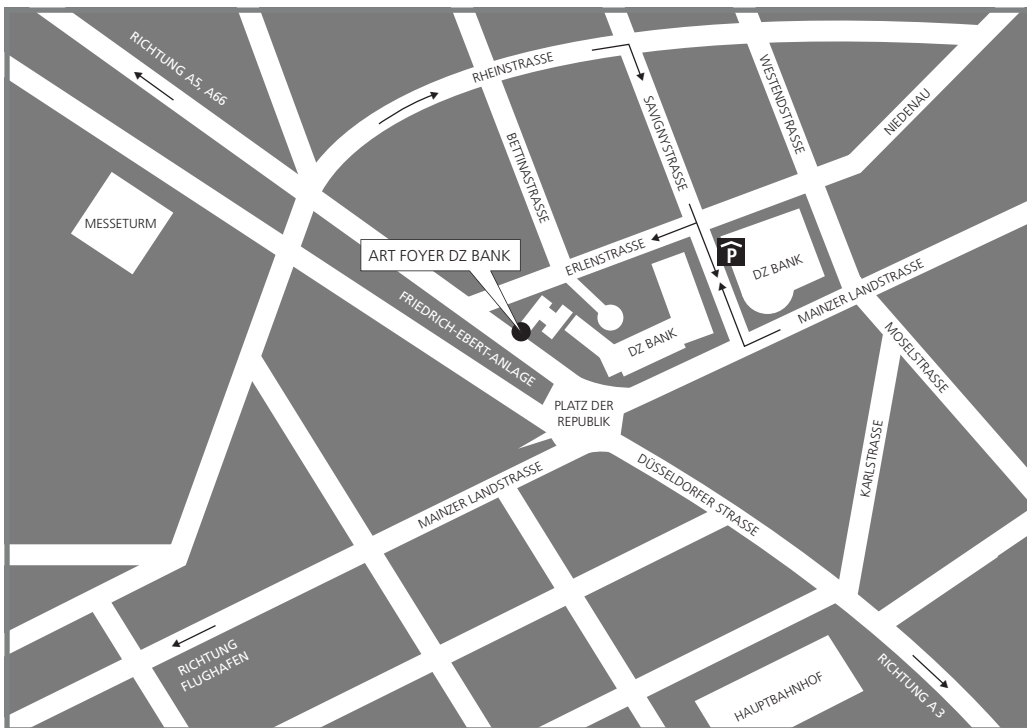 RICHTUNG A5, A66
RHEINSTRASSE
WESTENDSTRASSE
SAVIGNYSTRASSE
NIEDENAU
BETTINASTRASSE
MESSETURM
ART FOYER DZ BANK
ERLENSTRASSE
P
DZ BANK
MAINZER LANDSTRASSE
FRIEDRICH-EBERT-ANLAGE
DZ BANK
MOSELSTRASSE
PLATZ DER
REPUBLIK
KARLSTRASSE
MAINZER LANDSTRASSE
DÜSSELDORFER STRASSE
RICHTUNG
FLUGHAFEN
HAUPTBAHNHOF
RICHTUNG A3